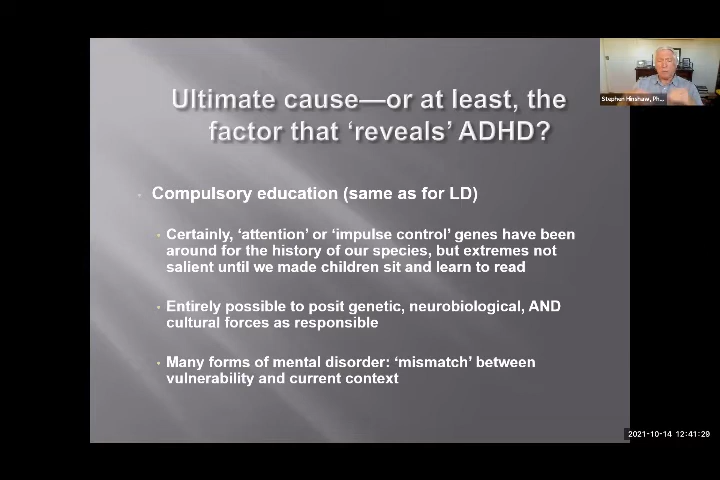 Stephen Hinshaw, Ph...
Ultimate cause—or at least, the
factor that ‘reveals’ ADHD?
Compulsory education (same as for LD)
Certainly, ‘attention’ or ‘impulse control’ genes have been
around for the history of our species, but extremes not
salient until we made children sit and learn to read
Entirely possible to posit genetic, neurobiological, AND
cultural forces as responsible
Many forms of mental disorder: ‘mismatch’ between
vulnerability and current context
2021-10-14 12:41:29